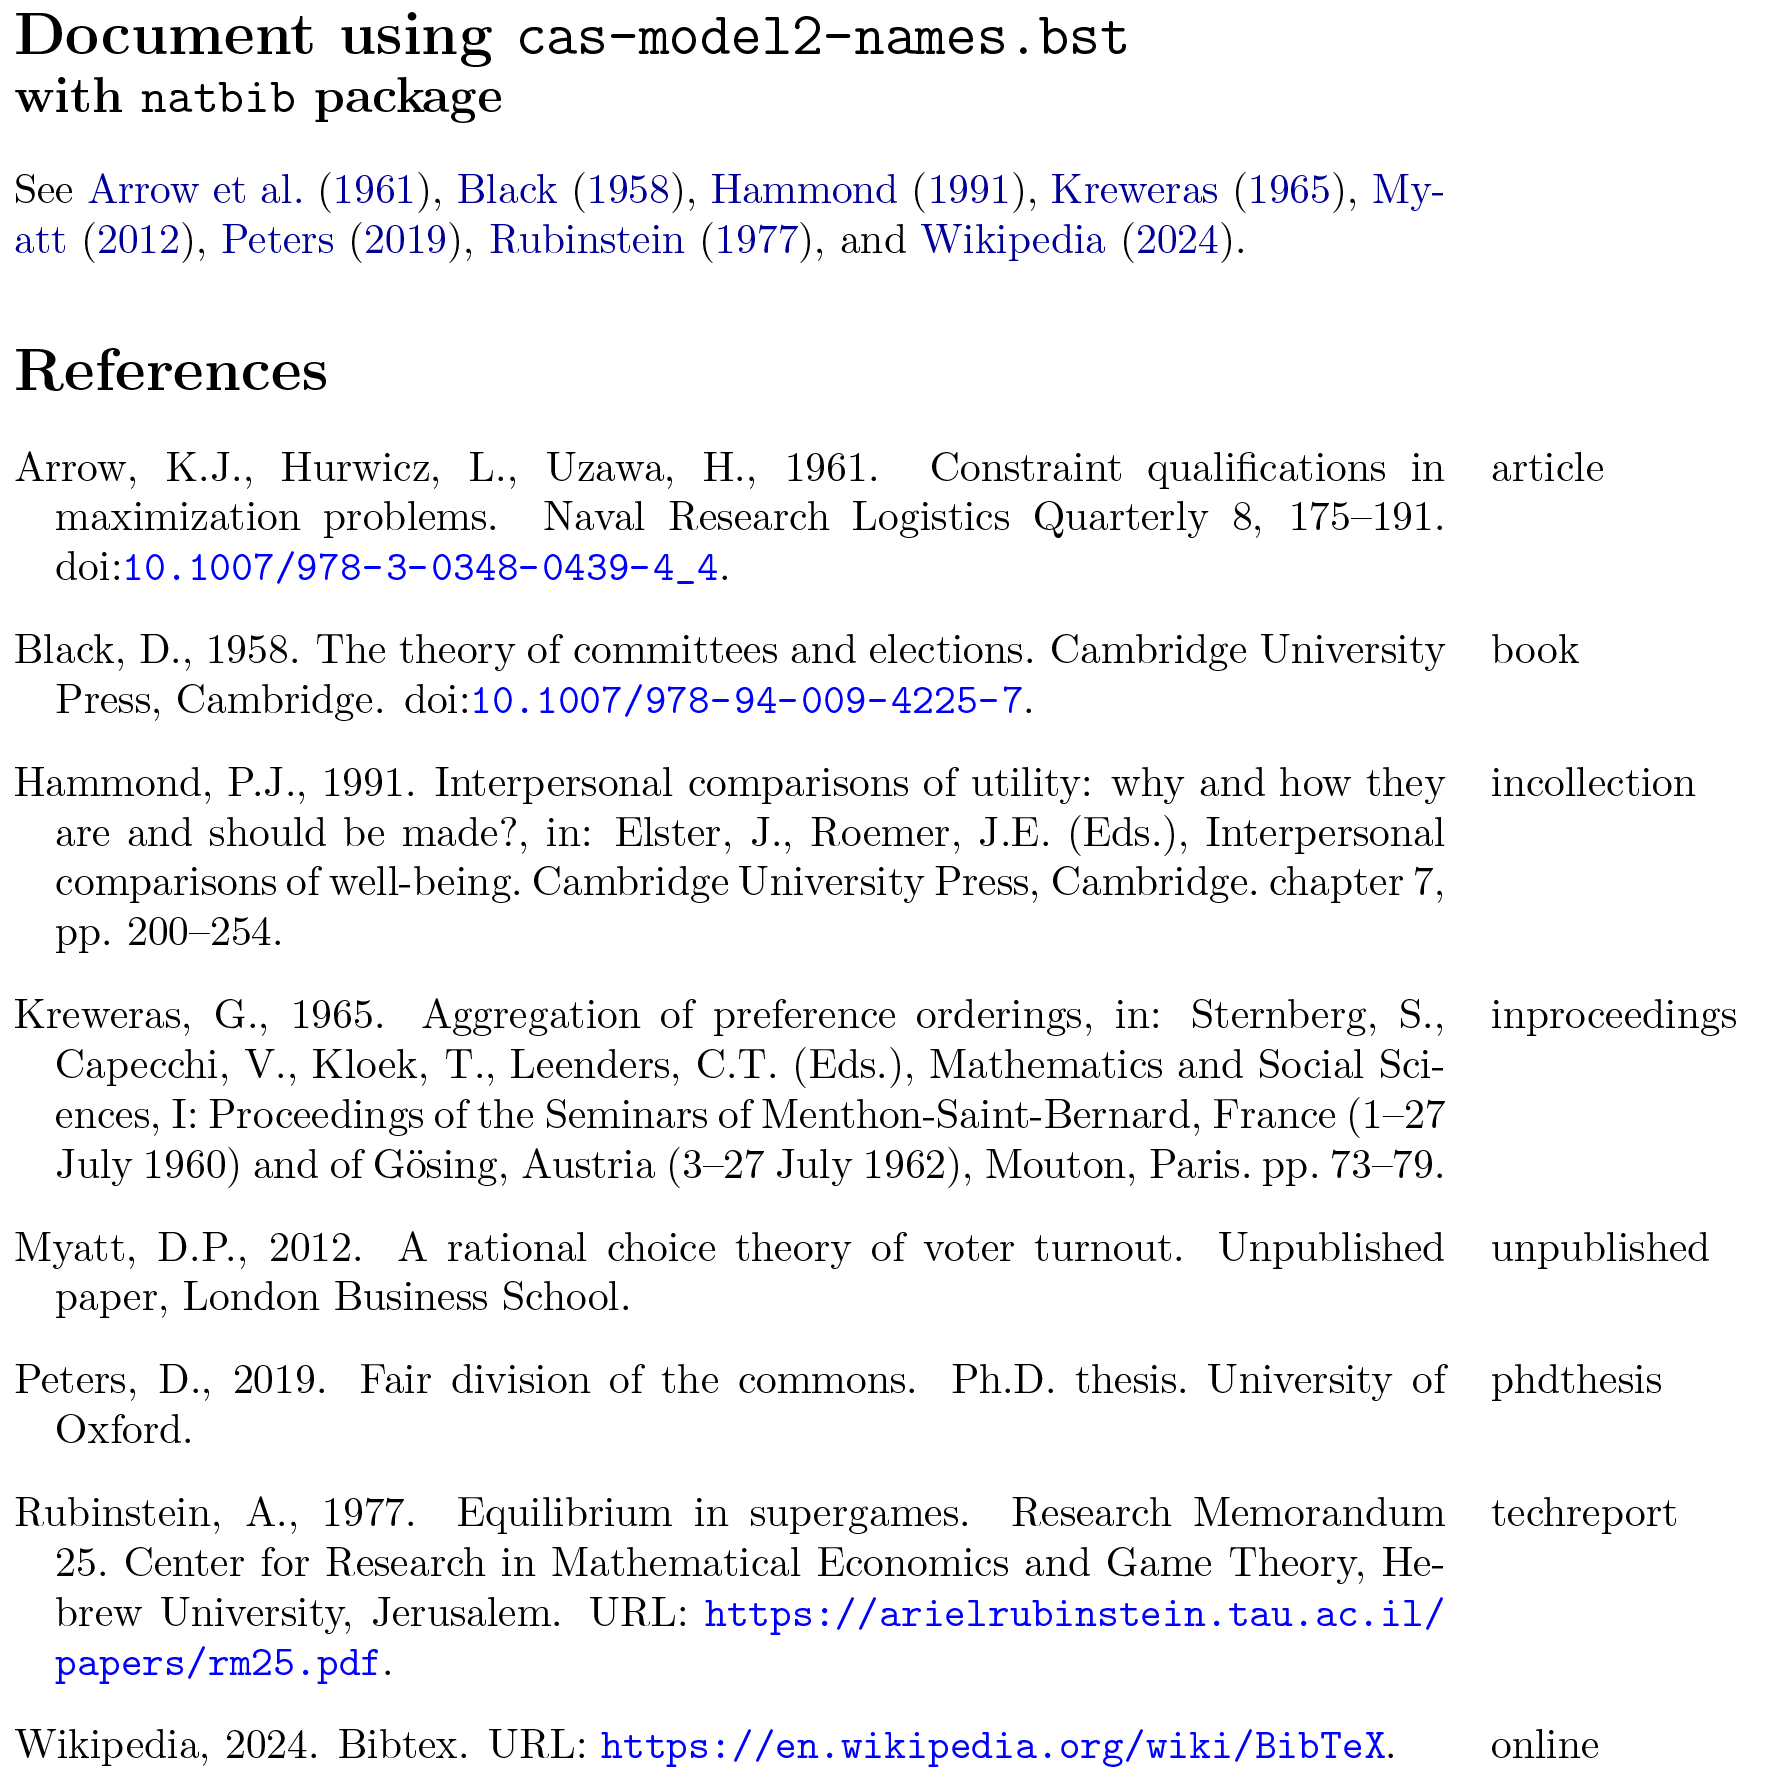 Document using cas-model2-names.bst
with natbib package
See Arrow et al. (1961), Black (1958), Hammond (1991), Kreweras (1965), My-
att (2012), Peters (2019), Rubinstein (1977), and Wikipedia (2024).
References
Arrow, K.J., Hurwicz, L., Uzawa, H., 1961. Constraint qualifications in article
maximization problems. Naval Research Logistics Quarterly 8, 175–191.
doi:10.1007/978-3-0348-0439-4_4.
Black, D., 1958. The theory of committees and elections. Cambridge University book
Press, Cambridge. doi:10.1007/978-94-009-4225-7.
Hammond, P.J., 1991. Interpersonal comparisons of utility: why and how they incollection
are and should be made?, in: Elster, J., Roemer, J.E. (Eds.), Interpersonal
comparisons of well-being. Cambridge University Press, Cambridge. chapter 7,
pp. 200–254.
Kreweras, G., 1965. Aggregation of preference orderings, in: Sternberg, S., inproceedings
Capecchi, V., Kloek, T., Leenders, C.T. (Eds.), Mathematics and Social Sci-
ences, I: Proceedings of the Seminars of Menthon-Saint-Bernard, France (1–27
July 1960) and of Gösing, Austria (3–27 July 1962), Mouton, Paris. pp. 73–79.
Myatt, D.P., 2012. A rational choice theory of voter turnout. Unpublished unpublished
paper, London Business School.
Peters, D., 2019. Fair division of the commons. Ph.D. thesis. University of phdthesis
Oxford.
Rubinstein, A., 1977. Equilibrium in supergames. Research Memorandum techreport
25. Center for Research in Mathematical Economics and Game Theory, He-
brew University, Jerusalem. URL: https://arielrubinstein.tau.ac.il/
papers/rm25.pdf.
Wikipedia, 2024. Bibtex. URL: https://en.wikipedia.org/wiki/BibTeX. online